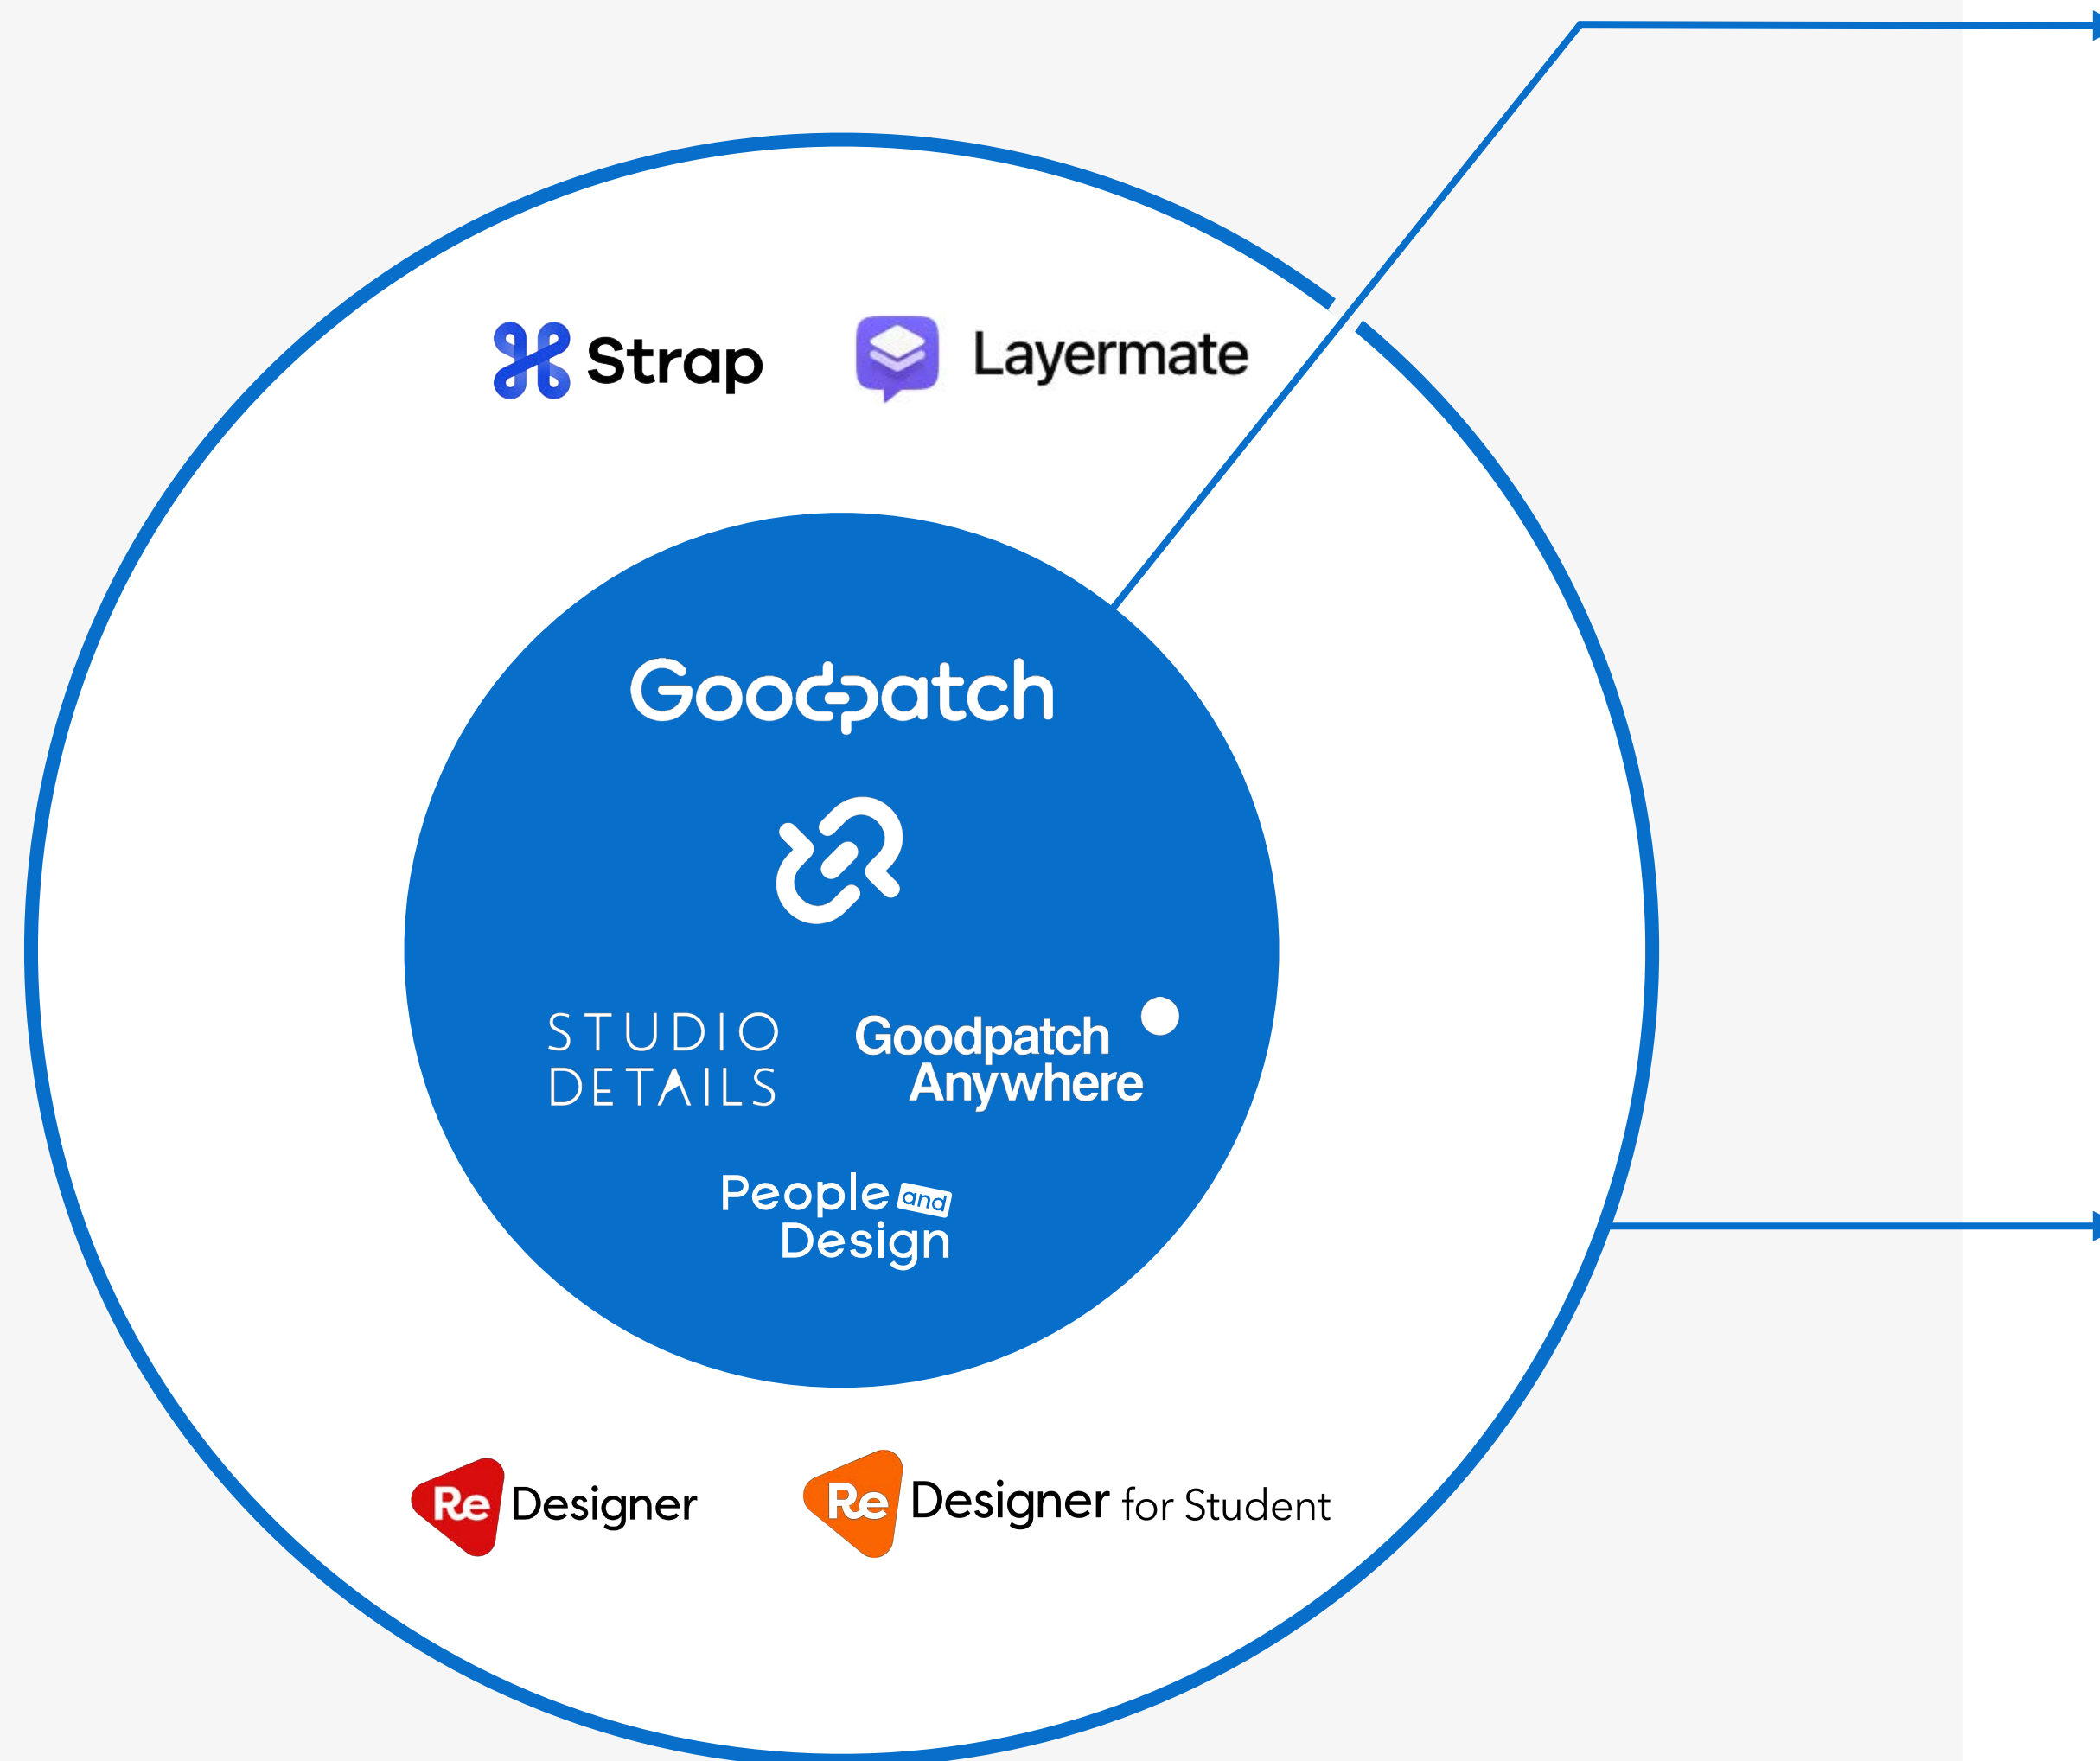 Strap
Layermate
Goodpatch
STUDIO
DETAILS
Goodpatch
Anywhere
People and
Design
Re Designer
Re Designer for Student